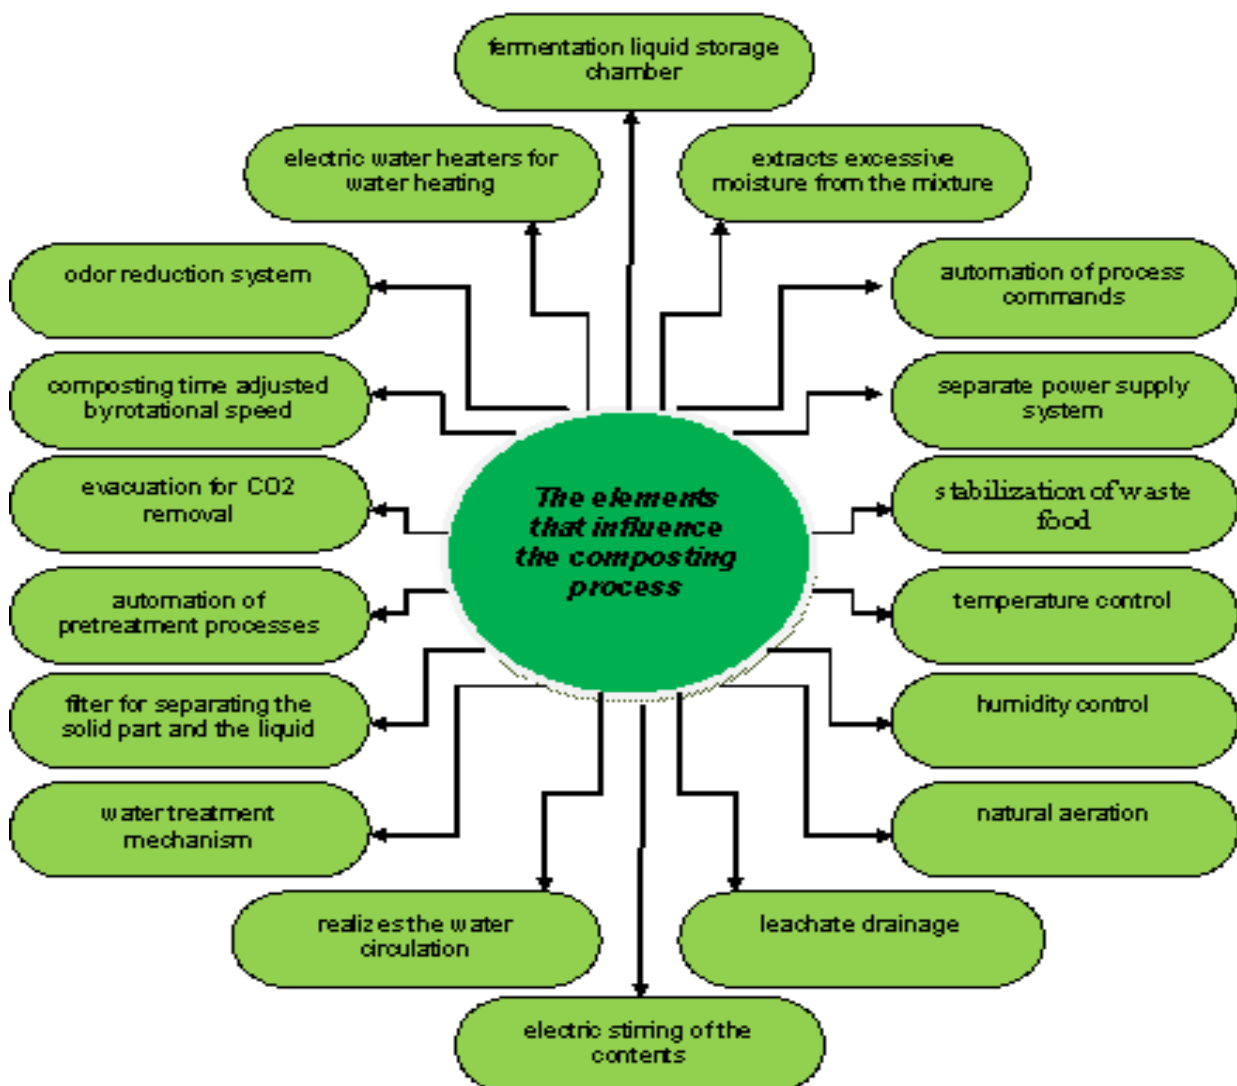 fermentation liquid storage
chamber
electric water heaters for
water heating
extracts excessive
moisture from the mixture
odor reduction system
automation of process
commands
composting time adjusted
byrotational speed
separate power supply
system
evacuation for CO2
removal
The elements
that influence
the composting
process
stabilization of waste
food
automation of
pretreatment processes
temperature control
filter for separating the
solid part and the liquid
humidity control
water treatment
mechanism
natural aeration
realizes the water
circulation
leachate drainage
electric stirring of the
contents